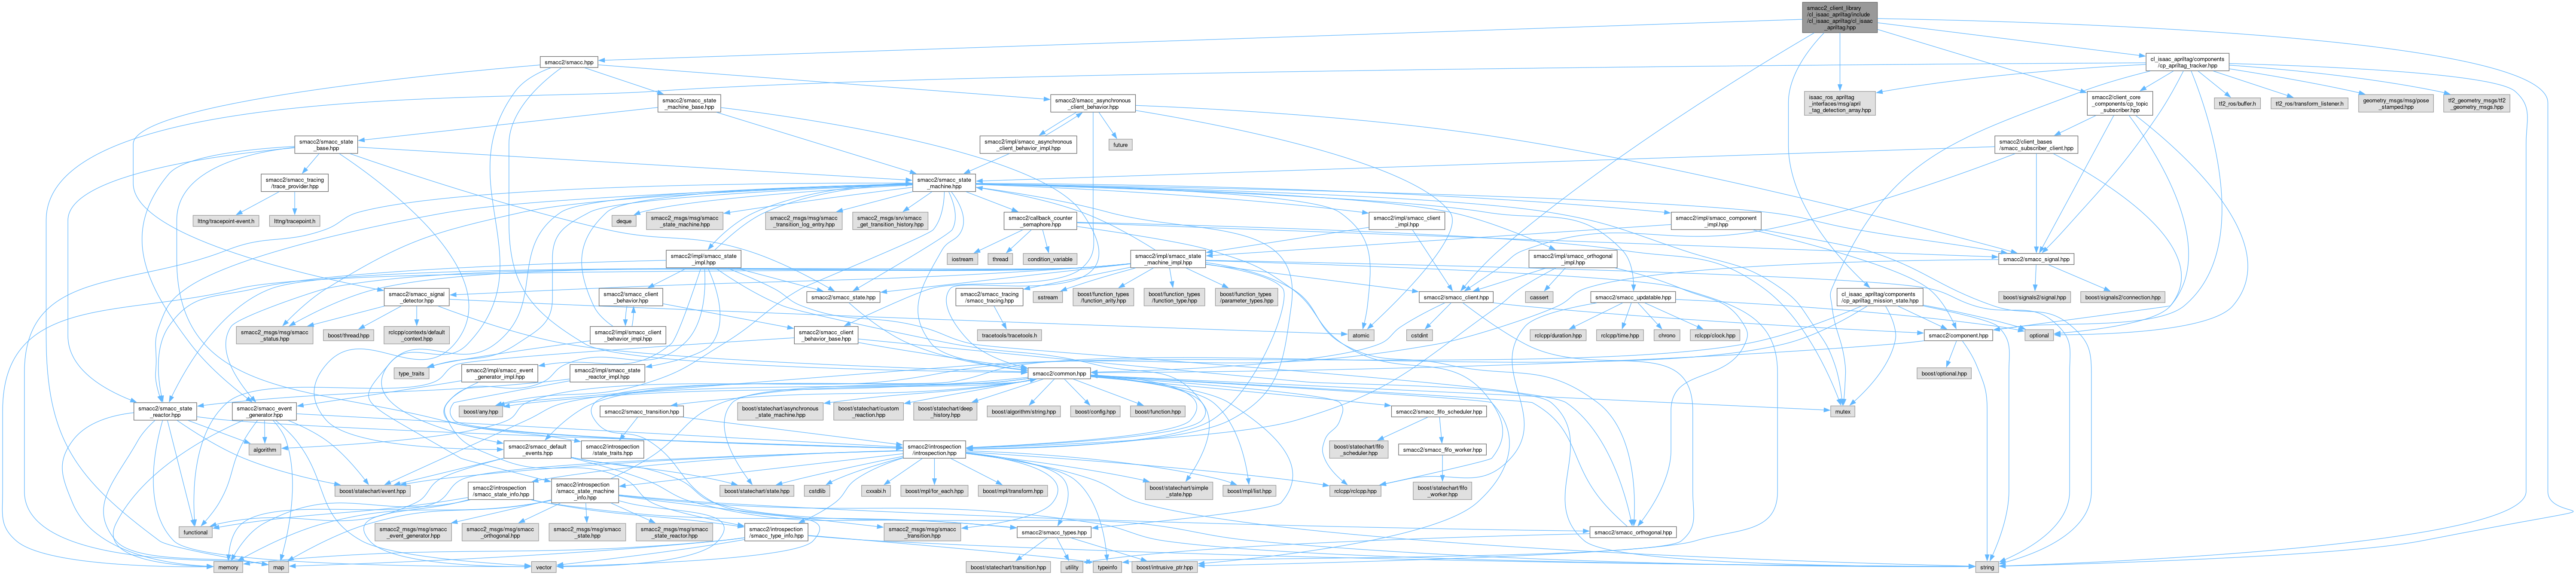 smacc2_client_library
/cl_isaac_apriltag/include
/cl_isaac_apriltag/cl_isaac
_apriltag.hpp
smacc2/smacc.hpp
cl_isaac_apriltag/components
/cp_apriltag_tracker.hpp
smacc2/smacc_state
_machine_base.hpp
smacc2/smacc_asynchronous
_client_behavior.hpp
isaac_ros_apriltag
_interfaces/msg/april
_tag_detection_array.hpp
smacc2/client_core
_components/cp_topic
_subscriber.hpp
tf2_ros/buffer.h
tf2_ros/transform_listener.h
geometry_msgs/msg/pose
_stamped.hpp
tf2_geometry_msgs/tf2
_geometry_msgs.hpp
smacc2/smacc_state
_base.hpp
smacc2/impl/smacc_asynchronous
_client_behavior_impl.hpp
future
smacc2/client_bases
/smacc_subscriber_client.hpp
smacc2/smacc_tracing
/trace_provider.hpp
smacc2/smacc_state
_machine.hpp
lttng/tracepoint-event.h
lttng/tracepoint.h
deque
smacc2_msgs/msg/smacc
_state_machine.hpp
smacc2_msgs/msg/smacc
_transition_log_entry.hpp
smacc2_msgs/srv/smacc
_get_transition_history.hpp
smacc2/callback_counter
_semaphore.hpp
smacc2/impl/smacc_client
_impl.hpp
smacc2/impl/smacc_component
_impl.hpp
smacc2/impl/smacc_state
_impl.hpp
iostream
thread
condition_variable
smacc2/impl/smacc_state
_machine_impl.hpp
smacc2/impl/smacc_orthogonal
_impl.hpp
smacc2/smacc_signal.hpp
smacc2/smacc_signal
_detector.hpp
smacc2/smacc_client
_behavior.hpp
smacc2/smacc_state.hpp
smacc2/smacc_tracing
/smacc_tracing.hpp
sstream
boost/function_types
/function_arity.hpp
boost/function_types
/function_type.hpp
boost/function_types
/parameter_types.hpp
smacc2/smacc_client.hpp
cassert
smacc2/smacc_updatable.hpp
cl_isaac_apriltag/components
/cp_apriltag_mission_state.hpp
boost/signals2/signal.hpp
boost/signals2/connection.hpp
smacc2_msgs/msg/smacc
_status.hpp
boost/thread.hpp
rclcpp/contexts/default
_context.hpp
smacc2/impl/smacc_client
_behavior_impl.hpp
smacc2/smacc_client
_behavior_base.hpp
tracetools/tracetools.h
atomic
cstdint
rclcpp/duration.hpp
rclcpp/time.hpp
chrono
rclcpp/clock.hpp
smacc2/component.hpp
optional
type_traits
smacc2/impl/smacc_event
_generator_impl.hpp
smacc2/impl/smacc_state
_reactor_impl.hpp
smacc2/common.hpp
boost/optional.hpp
smacc2/smacc_state
_reactor.hpp
smacc2/smacc_event
_generator.hpp
boost/any.hpp
smacc2/smacc_transition.hpp
boost/statechart/asynchronous
_state_machine.hpp
boost/statechart/custom
_reaction.hpp
boost/statechart/deep
_history.hpp
boost/algorithm/string.hpp
boost/config.hpp
boost/function.hpp
smacc2/smacc_fifo_scheduler.hpp
mutex
algorithm
smacc2/smacc_default
_events.hpp
smacc2/introspection
/state_traits.hpp
smacc2/introspection
/introspection.hpp
boost/statechart/fifo
_scheduler.hpp
smacc2/smacc_fifo_worker.hpp
boost/statechart/event.hpp
smacc2/introspection
/smacc_state_info.hpp
smacc2/introspection
/smacc_state_machine
_info.hpp
boost/statechart/state.hpp
cstdlib
cxxabi.h
boost/mpl/for_each.hpp
boost/mpl/transform.hpp
boost/statechart/simple
_state.hpp
boost/mpl/list.hpp
rclcpp/rclcpp.hpp
boost/statechart/fifo
_worker.hpp
functional
smacc2_msgs/msg/smacc
_event_generator.hpp
smacc2_msgs/msg/smacc
_orthogonal.hpp
smacc2_msgs/msg/smacc
_state.hpp
smacc2_msgs/msg/smacc
_state_reactor.hpp
smacc2/introspection
/smacc_type_info.hpp
smacc2_msgs/msg/smacc
_transition.hpp
smacc2/smacc_types.hpp
smacc2/smacc_orthogonal.hpp
memory
map
vector
boost/statechart/transition.hpp
utility
typeinfo
boost/intrusive_ptr.hpp
string